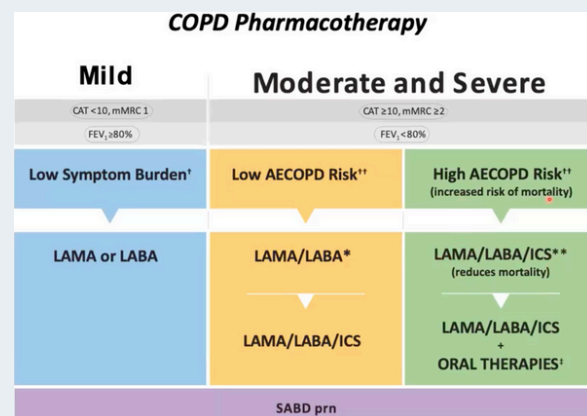 COPD Pharmacotherapy
Mild
Moderate and Severe
CAT <10, mMRC 1
CAT ≥10, mMRC ≥2
FEV₁ ≥80%
FEV₁ <80%
Low Symptom Burden†
Low AECOPD Risk††
High AECOPD Risk††
(increased risk of mortality)
LAMA or LABA
LAMA/LABA*
LAMA/LABA/ICS**
(reduces mortality)
LAMA/LABA/ICS
LAMA/LABA/ICS
+
ORAL THERAPIES‡
SABD prn